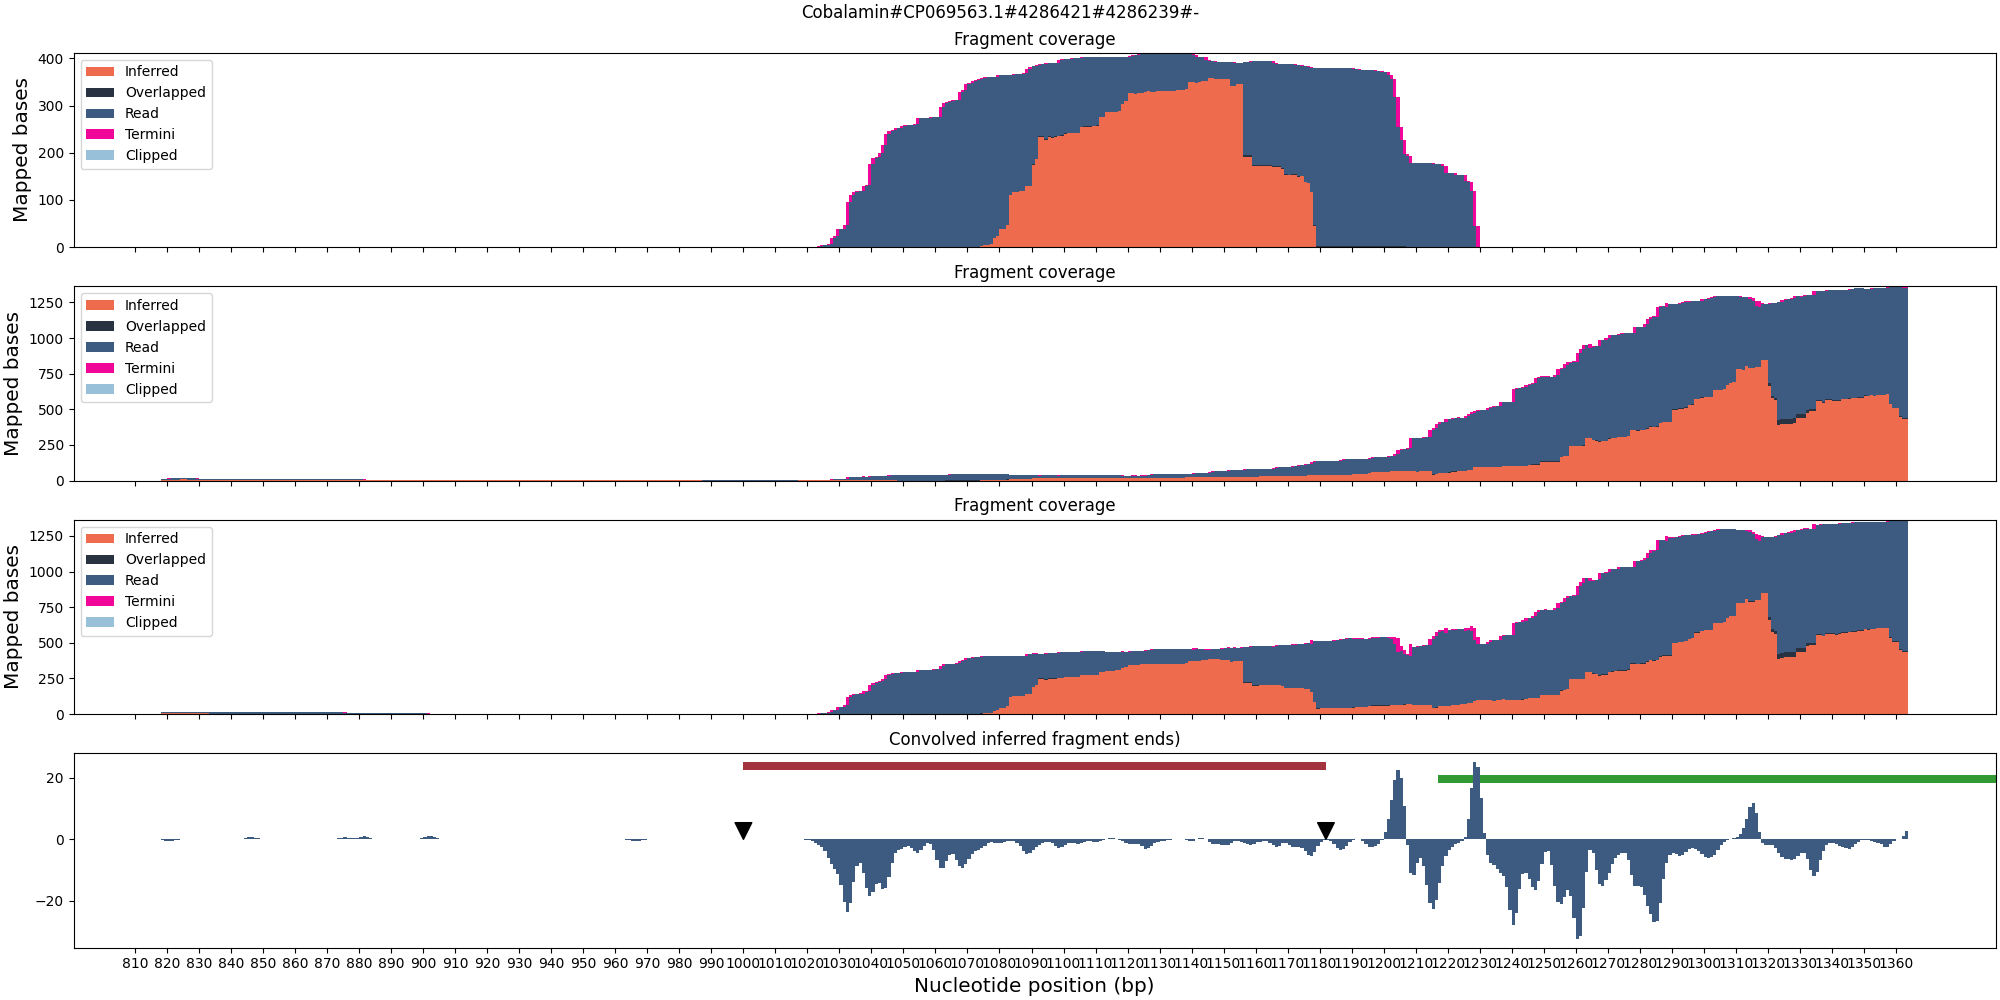 Cobalamin#CP069563.1#4286421#4286239#-
Fragment coverage
Mapped bases
400
300
200
100
0
Inferred
Overlapped
Read
Termini
Clipped
Fragment coverage
Mapped bases
1250
1000
750
500
250
0
Inferred
Overlapped
Read
Termini
Clipped
Fragment coverage
Mapped bases
1250
1000
750
500
250
0
Inferred
Overlapped
Read
Termini
Clipped
Convolved inferred fragment ends)
20
0
−20
810 820 830 840 850 860 870 880 890 900 910 920 930 940 950 960 970 980 990 1000 1010 1020 1030 1040 1050 1060 1070 1080 1090 1100 1110 1120 1130 1140 1150 1160 1170 1180 1190 1200 1210 1220 1230 1240 1250 1260 1270 1280 1290 1300 1310 1320 1330 1340 1350 1360
Nucleotide position (bp)